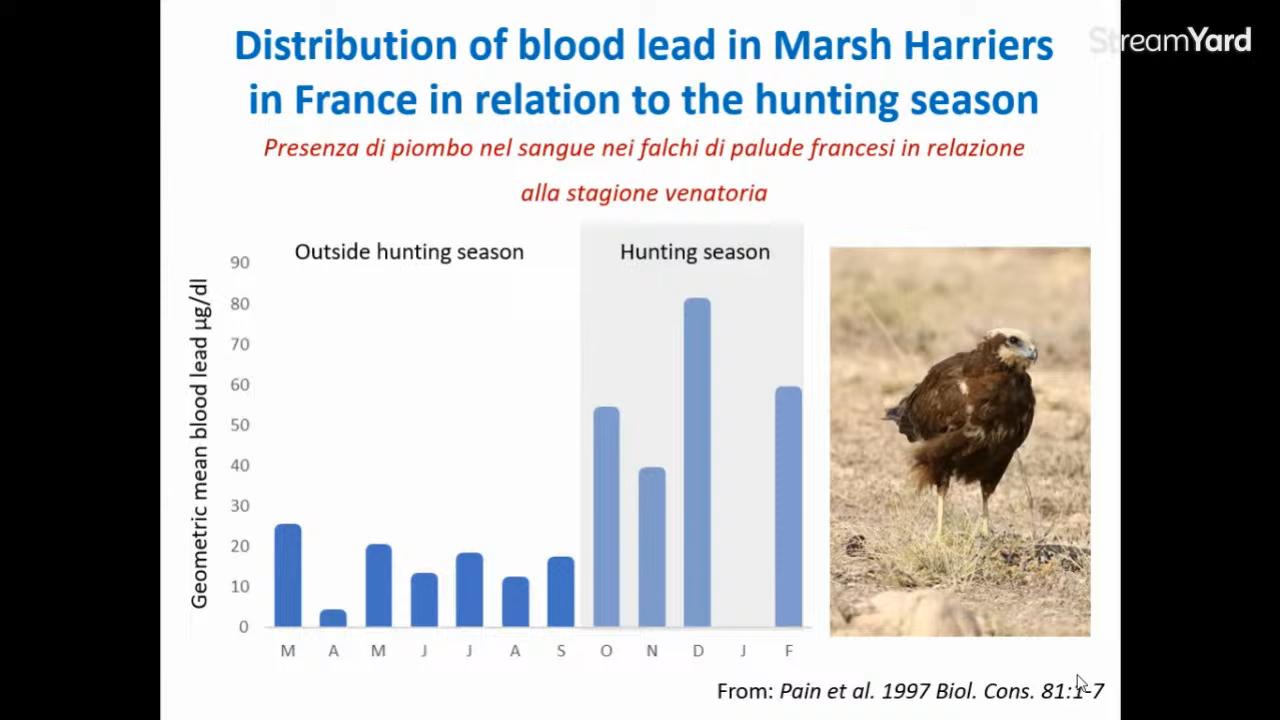 Distribution of blood lead in Marsh Harriers
in France in relation to the hunting season
StreamYard
Presenza di piombo nel sangue nei falchi di palude francesi in relazione
alla stagione venatoria
Outside hunting season
Hunting season
Geometric mean blood lead µg/dl
90
80
70
60
50
40
30
20
10
0
M A M J J A S O N D J F
From: Pain et al. 1997 Biol. Cons. 81:1-7